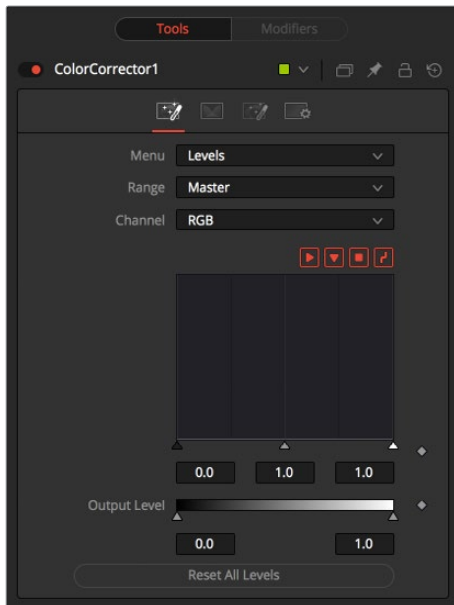 Tools Modifiers
ColorCorrector1
Menu Levels
Range Master
Channel RGB
0.0 1.0 1.0
Output Level
0.0 1.0
Reset All Levels